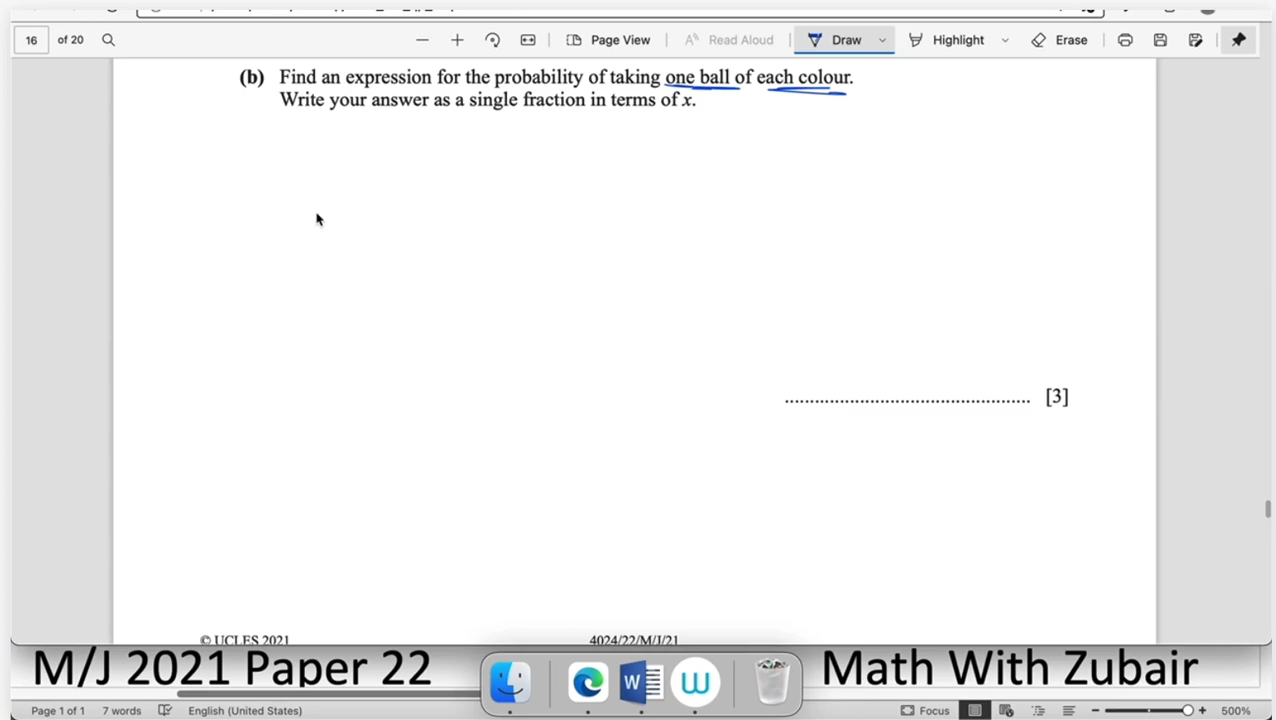 16 of 20 Page View Read Aloud Draw Highlight Erase
(b) Find an expression for the probability of taking one ball of each colour.
Write your answer as a single fraction in terms of x.
................................................. [3]
© UCLES 2021 4024/22/M/J/21
M/J 2021 Paper 22 Math With Zubair
W
Page 1 of 1 7 words English (United States) Focus 500%